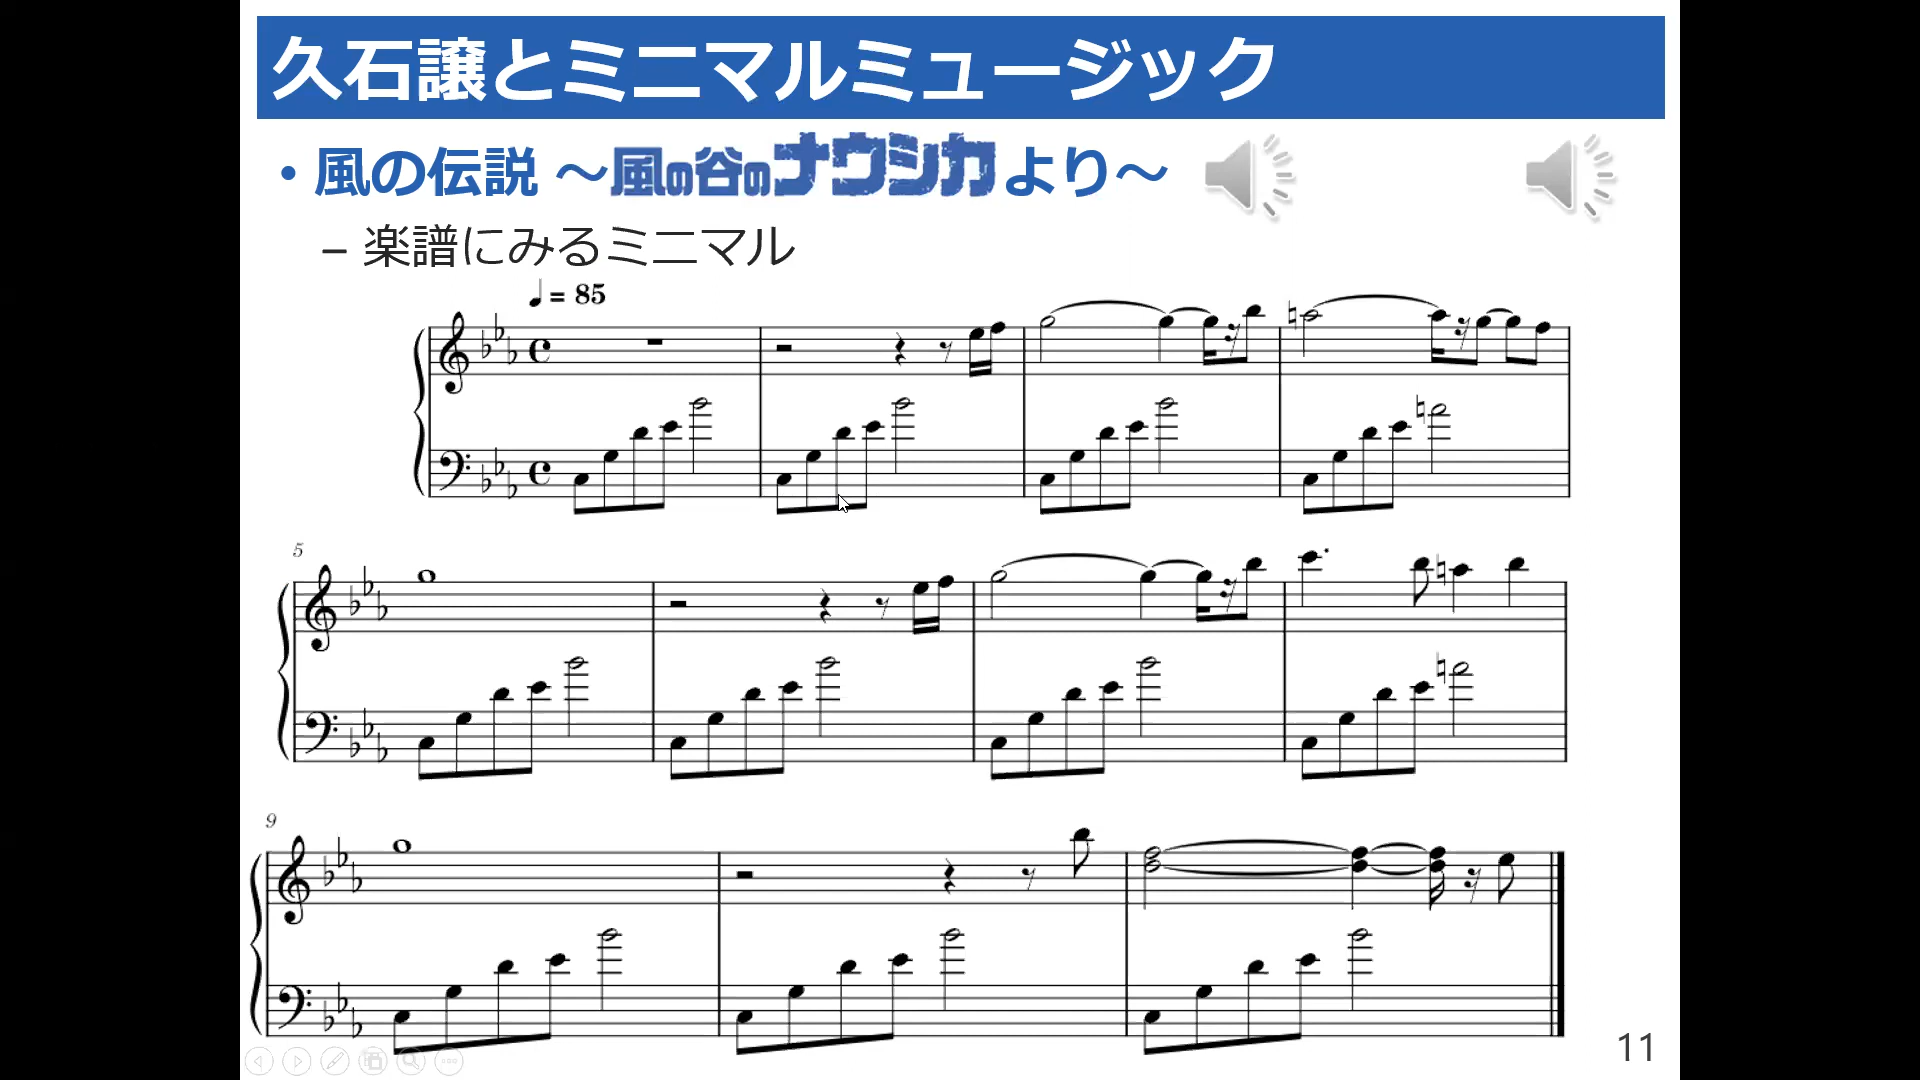 久石譲とミニマルミュージック
・風の伝説 ～風の谷のナウシカより～
– 楽譜にみるミニマル
♩ = 85
5
9
11